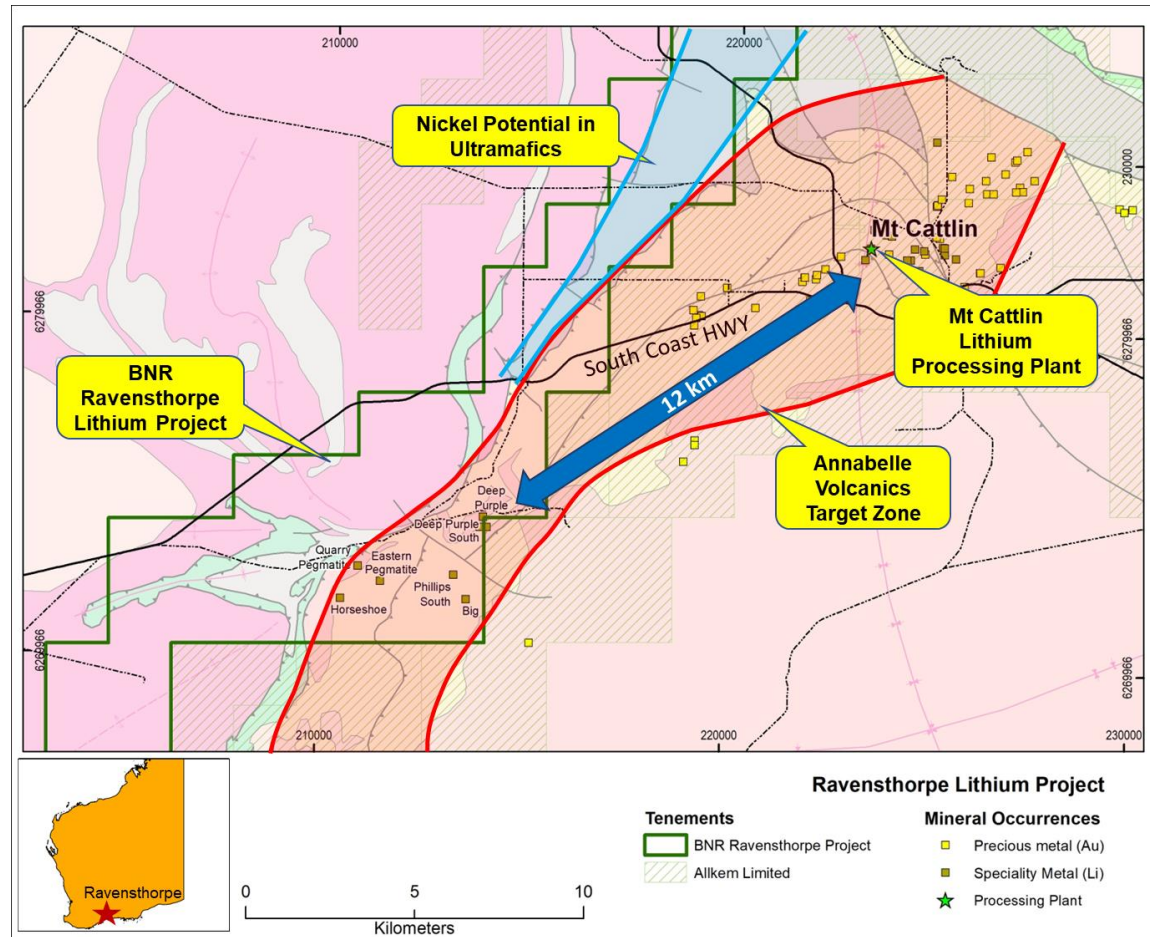 210000
220000
Nickel Potential in
Ultramafics
230000
Mt Cattlin
6279966
South Coast HWY
12 km
Mt Cattlin
Lithium
Processing Plant
6279966
BNR
Ravensthorpe
Lithium Project
Annabelle
Volcanics
Target Zone
Deep
Purple
Deep Purple
South
Quarry
Pegmatite
Eastern
Pegmatite
Phillips
South
Horseshoe
Big
6269966
6269966
210000
220000
230000
Ravensthorpe
0
5
10
Kilometers
Ravensthorpe Lithium Project
Tenements
BNR Ravensthorpe Project
Allkem Limited
Mineral Occurrences
Precious metal (Au)
Speciality Metal (Li)
Processing Plant